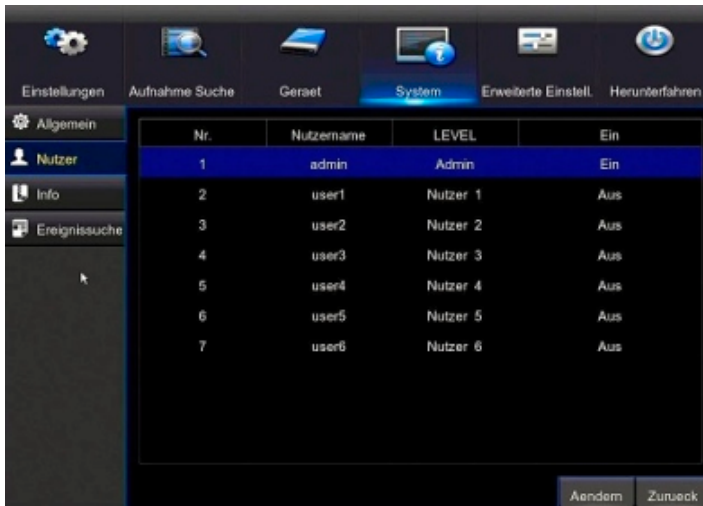 Einstellungen Aufnahme Suche Geraet System Erweiterte Einstell. Herunterfahren
Allgemein
Nutzer
Info
Ereignissuche
Nr. Nutzername LEVEL Ein
1 admin Admin Ein
2 user1 Nutzer 1 Aus
3 user2 Nutzer 2 Aus
4 user3 Nutzer 3 Aus
5 user4 Nutzer 4 Aus
6 user5 Nutzer 5 Aus
7 user6 Nutzer 6 Aus
Aendern Zurueck